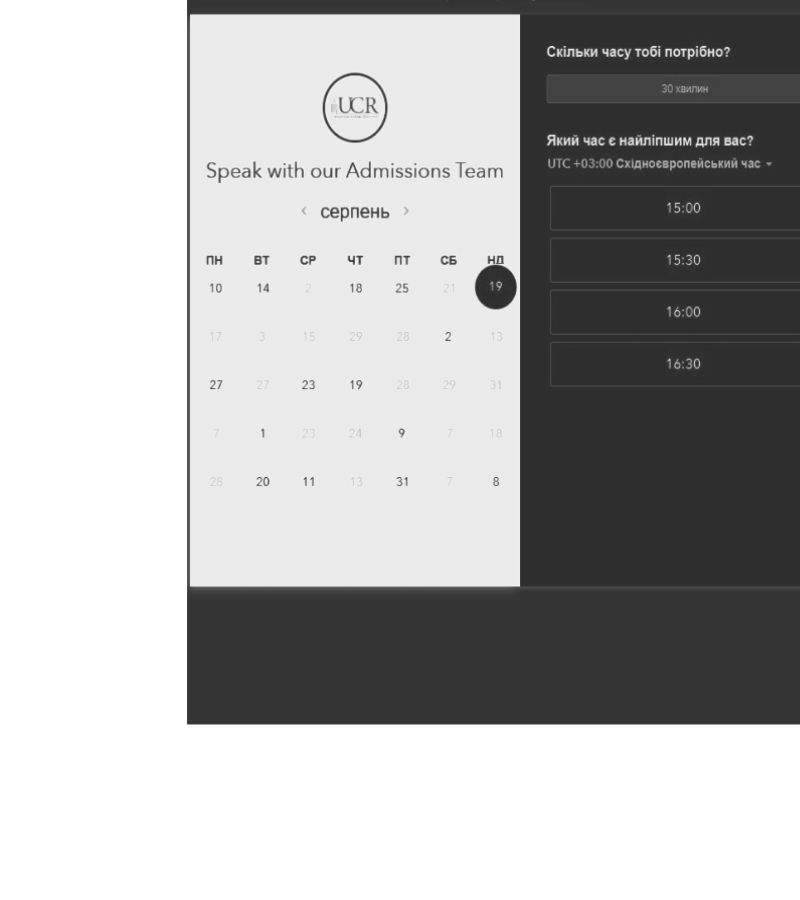 UCR
Speak with our Admissions Team
‹ серпень ›
ПН ВТ СР ЧТ ПТ СБ НД
10 14 2 18 25 21 19
17 3 15 29 28 2 13
27 27 23 19 28 29 31
7 1 23 24 9 7 18
28 20 11 13 31 7 8
Скільки часу тобі потрібно?
30 хвилин
Який час є найліпшим для вас?
UTC +03:00 Східноєвропейський час
15:00
15:30
16:00
16:30